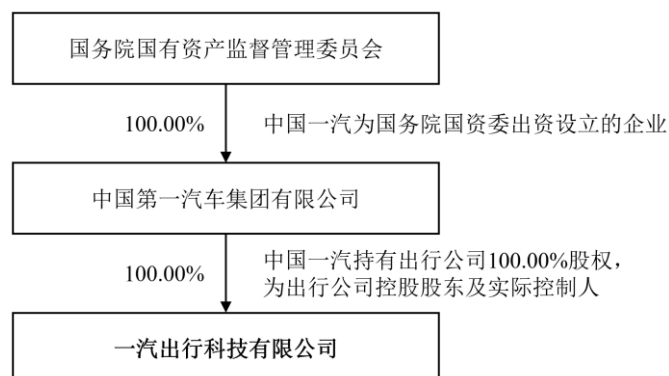 国务院国有资产监督管理委员会
100.00%
中国一汽为国务院国资委出资设立的企业
中国第一汽车集团有限公司
100.00%
中国一汽持有出行公司100.00%股权，
为出行公司控股股东及实际控制人
一汽出行科技有限公司